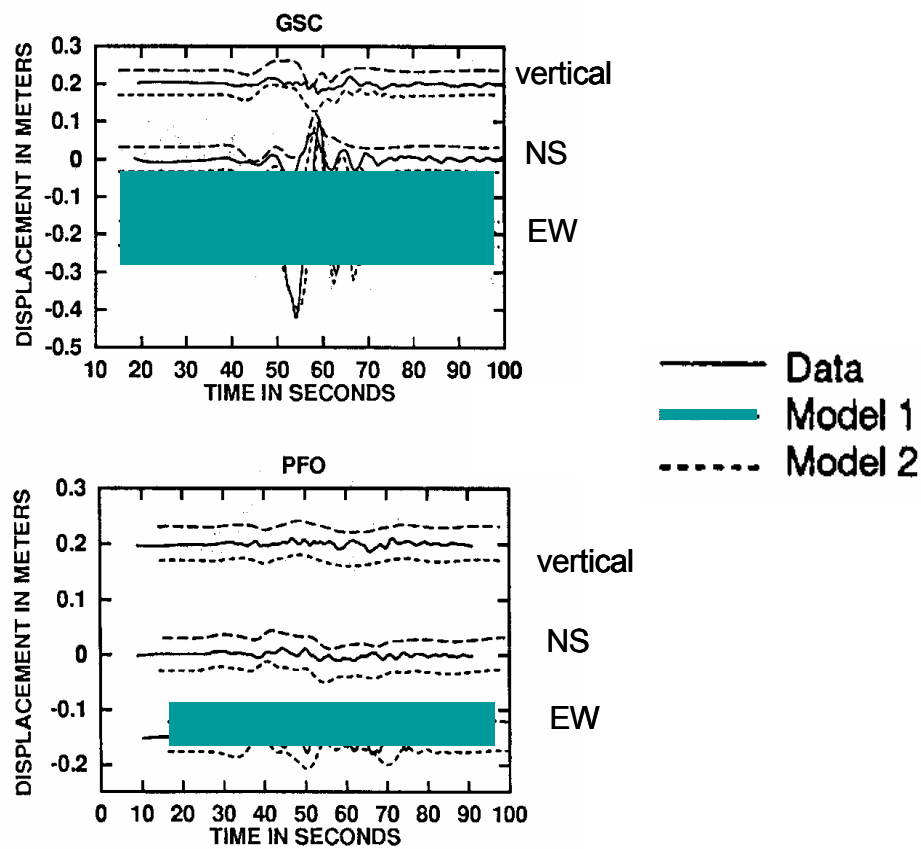 GSC
DISPLACEMENT IN METERS
0.3
0.2
0.1
0
-0.1
-0.2
-0.3
-0.4
-0.5
vertical
NS
EW
10 20 30 40 50 60 70 80 90 100
TIME IN SECONDS
Data
Model 1
Model 2
PFO
DISPLACEMENT IN METERS
0.3
0.2
0.1
0
-0.1
-0.2
vertical
NS
EW
0 10 20 30 40 50 60 70 80 90 100
TIME IN SECONDS